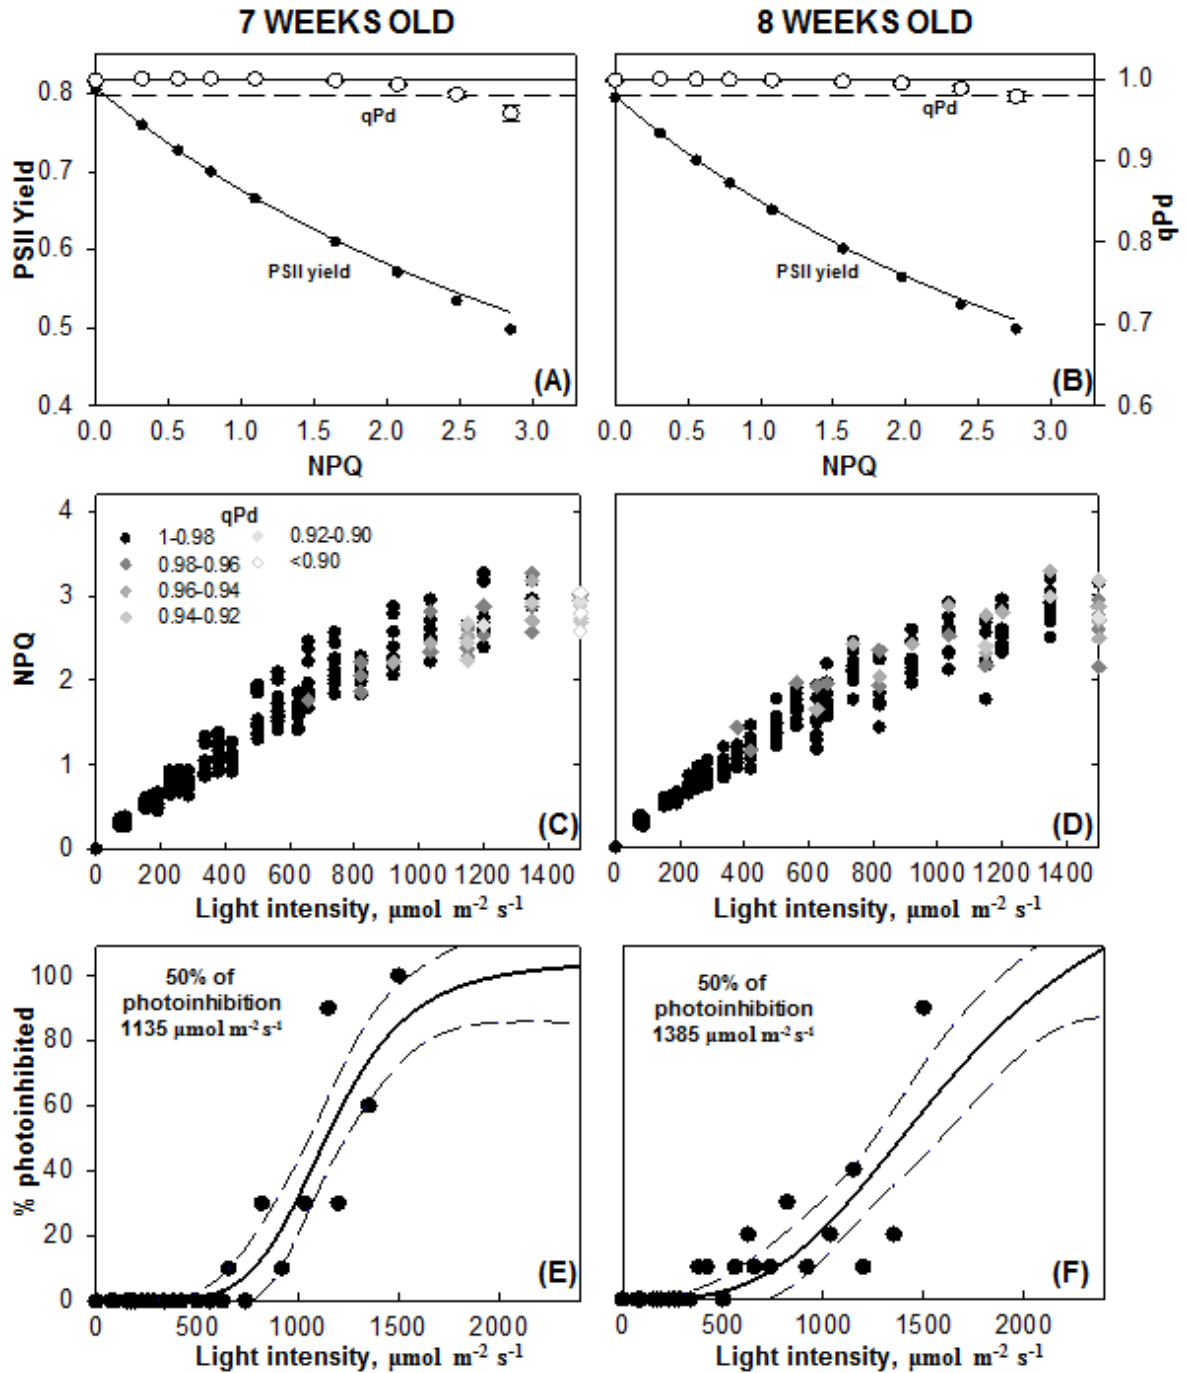 7 WEEKS OLD 8 WEEKS OLD
0.8 1.0
qPd qPd
0.7 0.9
PSII Yield qPd
0.6 0.8
PSII yield PSII yield
0.5 0.7
(A) (B)
0.4 0.6
0.0 0.5 1.0 1.5 2.0 2.5 3.0 0.0 0.5 1.0 1.5 2.0 2.5 3.0
NPQ NPQ
4
qPd
1-0.98 0.92-0.90
0.98-0.96 <0.90
0.96-0.94
3
0.94-0.92
NPQ
2
1
(C) (D)
0
0 200 400 600 800 1000 1200 1400 0 200 400 600 800 1000 1200 1400
Light intensity, μmol m⁻² s⁻¹ Light intensity, μmol m⁻² s⁻¹
100
50% of 50% of
photoinhibition photoinhibition
1135 μmol m⁻² s⁻¹ 1385 μmol m⁻² s⁻¹
80
60
% photoinhibited
40
20
(E) (F)
0
0 500 1000 1500 2000 0 500 1000 1500 2000
Light intensity, μmol m⁻² s⁻¹ Light intensity, μmol m⁻² s⁻¹